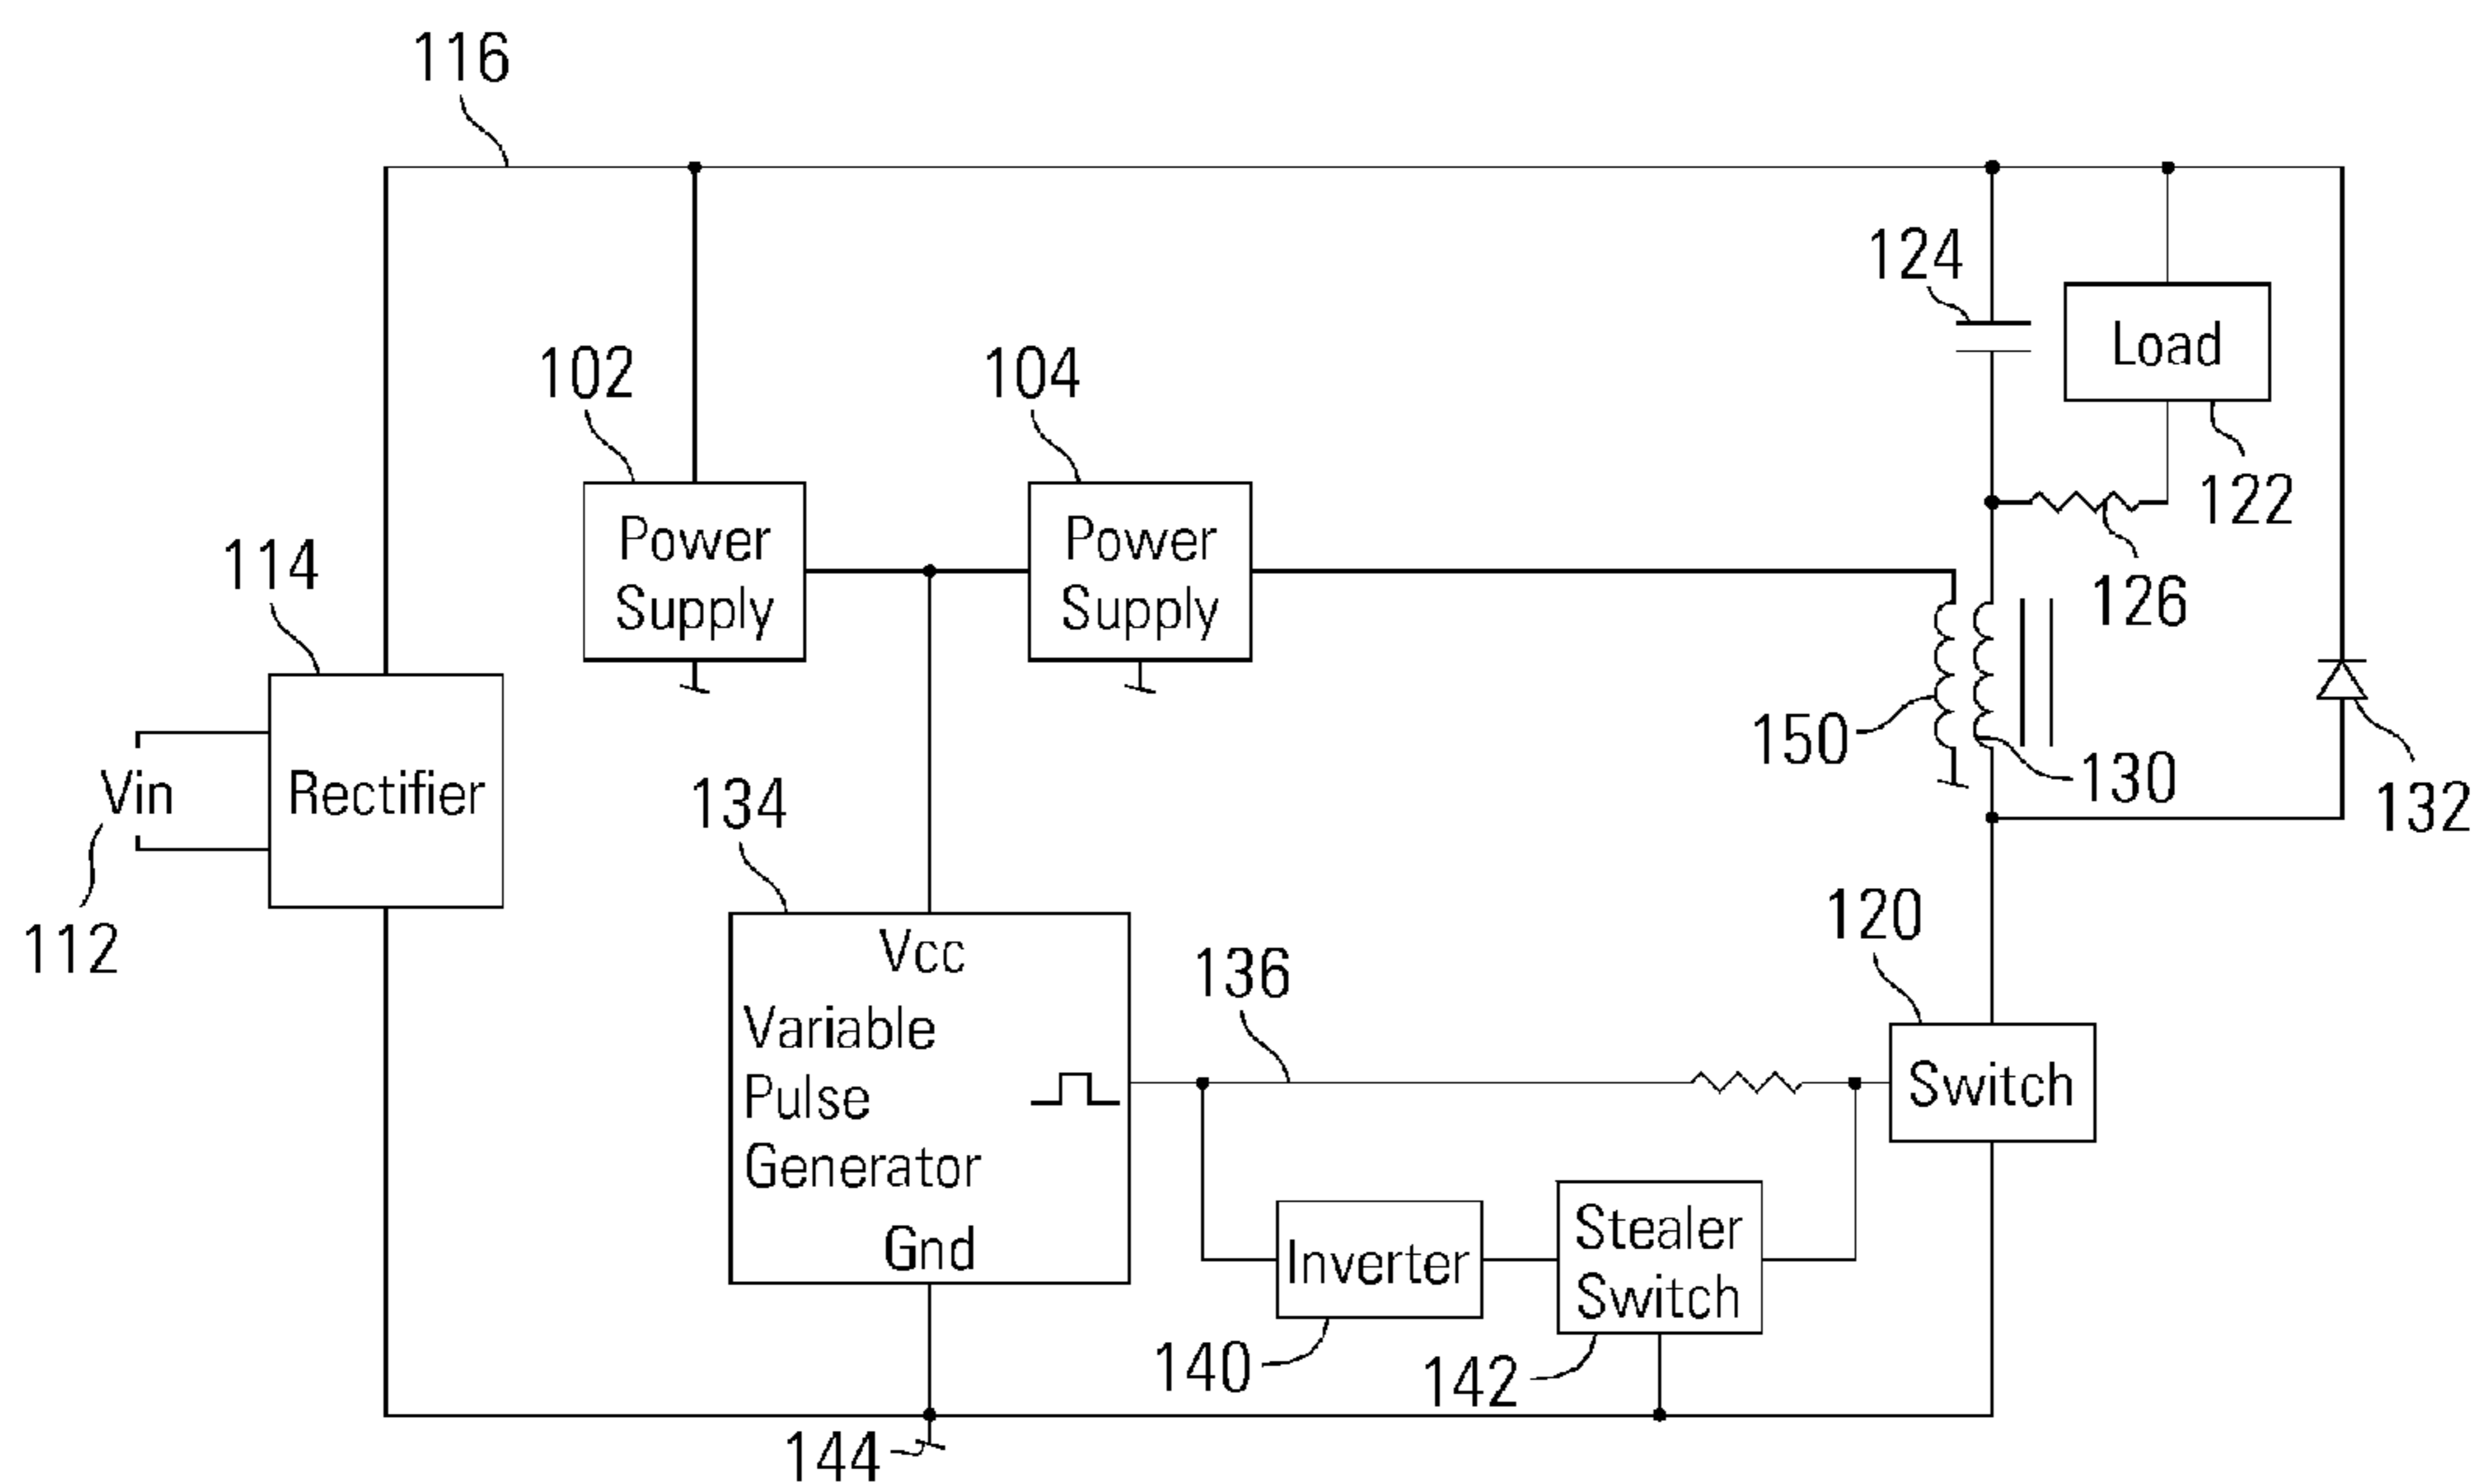 116
124
Load
102
104
122
Power
Supply
Power
Supply
114
126
150
130
Vin
Rectifier
132
134
112
120
Vcc
136
Variable
Pulse
Generator
Switch
Gnd
Inverter
Stealer
Switch
140
142
144